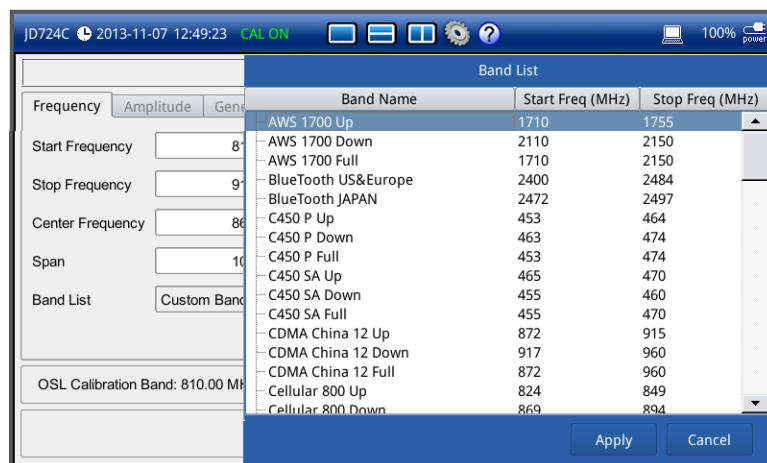 JD724C 2013-11-07 12:49:23 CAL ON ? 100% power
Band List
Frequency Amplitude Gene
Band Name Start Freq (MHz) Stop Freq (MHz)
AWS 1700 Up 1710 1755
AWS 1700 Down 2110 2150
AWS 1700 Full 1710 2150
BlueTooth US&Europe 2400 2484
BlueTooth JAPAN 2472 2497
C450 P Up 453 464
C450 P Down 463 474
C450 P Full 453 474
C450 SA Up 465 470
C450 SA Down 455 460
C450 SA Full 455 470
CDMA China 12 Up 872 915
CDMA China 12 Down 917 960
CDMA China 12 Full 872 960
Cellular 800 Up 824 849
Cellular 800 Down 869 894
Start Frequency 81
Stop Frequency 91
Center Frequency 86
Span 10
Band List Custom Band
OSL Calibration Band: 810.00 MH
Apply Cancel